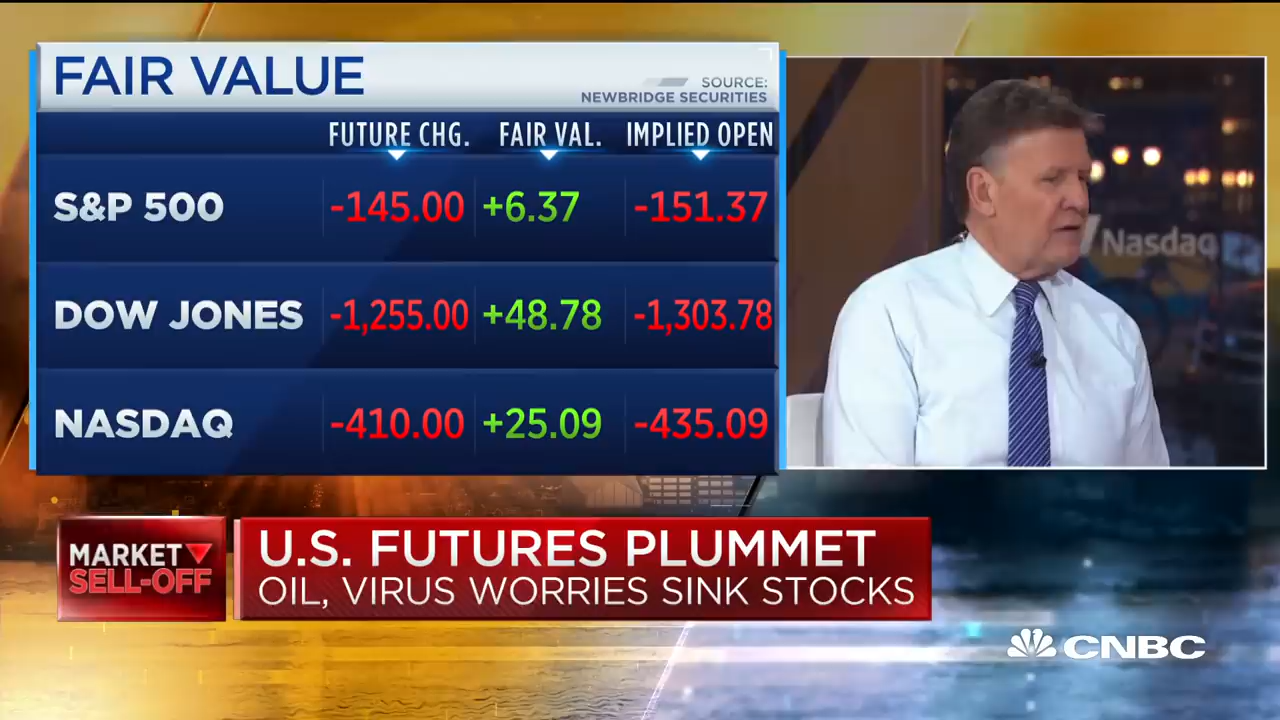 FAIR VALUE
SOURCE:
NEWBRIDGE SECURITIES
FUTURE CHG. FAIR VAL. IMPLIED OPEN
S&P 500 -145.00 +6.37 -151.37
DOW JONES -1,255.00 +48.78 -1,303.78
NASDAQ -410.00 +25.09 -435.09
Nasdaq
MARKET
SELL-OFF
U.S. FUTURES PLUMMET
OIL, VIRUS WORRIES SINK STOCKS
CNBC